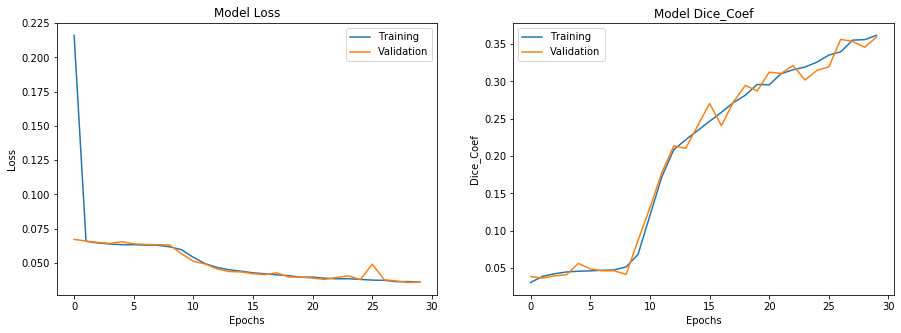 Model Loss
Loss
0.225
0.200
0.175
0.150
0.125
0.100
0.075
0.050
Training
Validation
0 5 10 15 20 25 30
Epochs
Model Dice_Coef
Dice_Coef
0.35
0.30
0.25
0.20
0.15
0.10
0.05
Training
Validation
0 5 10 15 20 25 30
Epochs